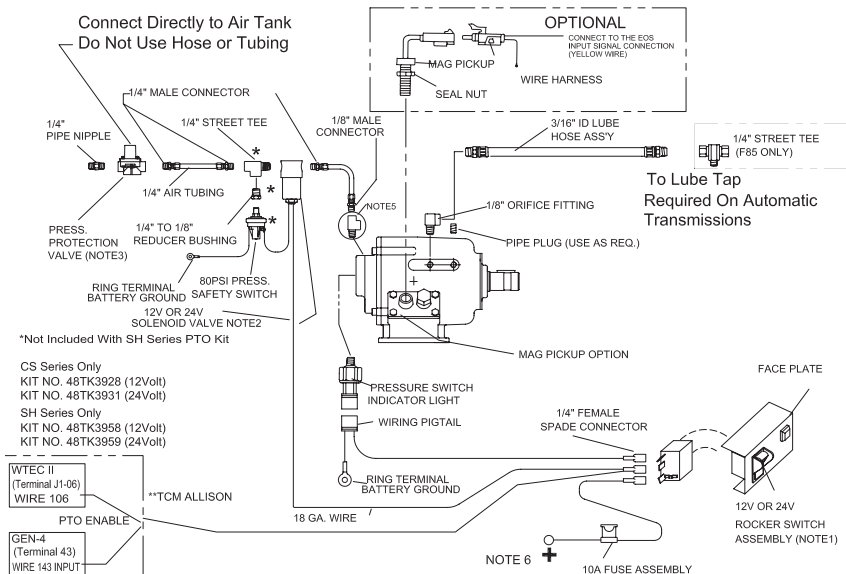 Connect Directly to Air Tank
Do Not Use Hose or Tubing
OPTIONAL
CONNECT TO THE EOS
INPUT SIGNAL CONNECTION
(YELLOW WIRE)
MAG PICKUP
WIRE HARNESS
SEAL NUT
1/4" MALE CONNECTOR
1/4"
PIPE NIPPLE
1/4" STREET TEE
1/8" MALE
CONNECTOR
3/16" ID LUBE
HOSE ASS'Y
1/4" STREET TEE
(F85 ONLY)
*
*
*
1/4" AIR TUBING
NOTE5
1/8" ORIFICE FITTING
To Lube Tap
Required On Automatic
Transmissions
PRESS.
PROTECTION
VALVE (NOTE3)
1/4" TO 1/8"
REDUCER BUSHING
PIPE PLUG (USE AS REQ.)
RING TERMINAL
BATTERY GROUND
80PSI PRESS.
SAFETY SWITCH
12V OR 24V
SOLENOID VALVE NOTE2
*Not Included With SH Series PTO Kit
MAG PICKUP OPTION
CS Series Only
KIT NO. 48TK3928 (12Volt)
KIT NO. 48TK3931 (24Volt)
SH Series Only
KIT NO. 48TK3958 (12Volt)
KIT NO. 48TK3959 (24Volt)
PRESSURE SWITCH
INDICATOR LIGHT
WIRING PIGTAIL
FACE PLATE
1/4" FEMALE
SPADE CONNECTOR
WTEC II
(Terminal J1-06)
WIRE 106
**TCM ALLISON
RING TERMINAL
BATTERY GROUND
PTO ENABLE
18 GA. WIRE
12V OR 24V
ROCKER SWITCH
ASSEMBLY (NOTE1)
GEN-4
(Terminal 43)
WIRE 143 INPUT
NOTE 6 +
10A FUSE ASSEMBLY